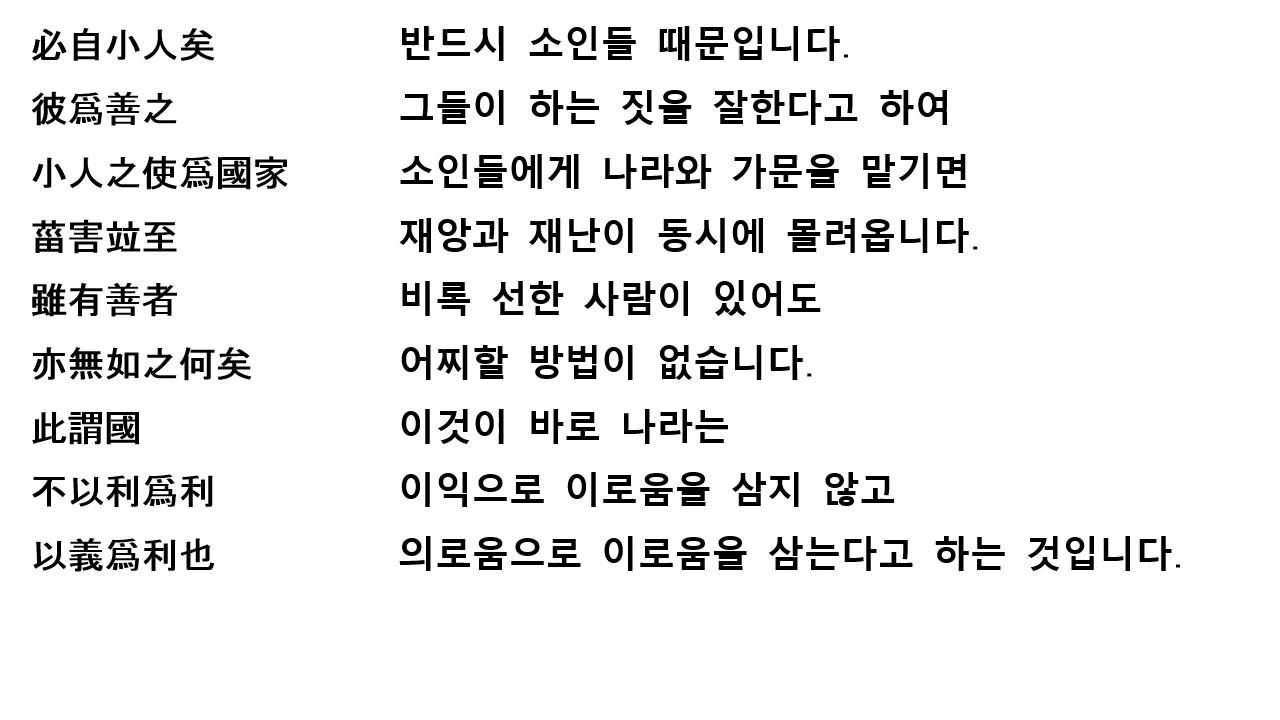 必自小人矣 반드시 소인들 때문입니다.
彼爲善之 그들이 하는 짓을 잘한다고 하여
小人之使爲國家 소인들에게 나라와 가문을 맡기면
菑害竝至 재앙과 재난이 동시에 몰려옵니다.
雖有善者 비록 선한 사람이 있어도
亦無如之何矣 어찌할 방법이 없습니다.
此謂國 이것이 바로 나라는
不以利爲利 이익으로 이로움을 삼지 않고
以義爲利也 의로움으로 이로움을 삼는다고 하는 것입니다.